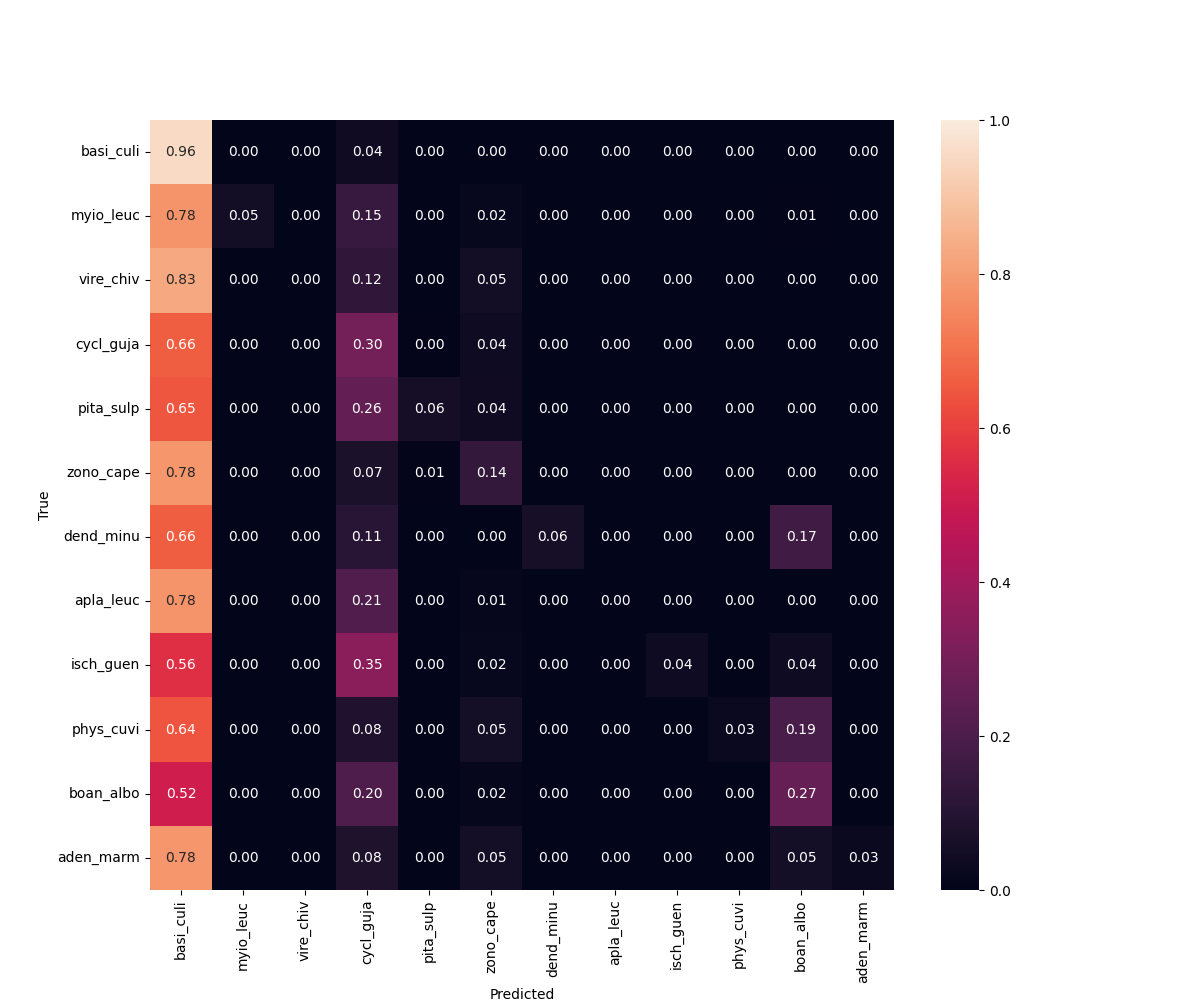 basi_culi 0.96 0.00 0.00 0.04 0.00 0.00 0.00 0.00 0.00 0.00 0.00 0.00
myio_leuc 0.78 0.05 0.00 0.15 0.00 0.02 0.00 0.00 0.00 0.00 0.01 0.00
vire_chiv 0.83 0.00 0.00 0.12 0.00 0.05 0.00 0.00 0.00 0.00 0.00 0.00
cycl_guja 0.66 0.00 0.00 0.30 0.00 0.04 0.00 0.00 0.00 0.00 0.00 0.00
pita_sulp 0.65 0.00 0.00 0.26 0.06 0.04 0.00 0.00 0.00 0.00 0.00 0.00
zono_cape 0.78 0.00 0.00 0.07 0.01 0.14 0.00 0.00 0.00 0.00 0.00 0.00
dend_minu 0.66 0.00 0.00 0.11 0.00 0.00 0.06 0.00 0.00 0.00 0.17 0.00
apla_leuc 0.78 0.00 0.00 0.21 0.00 0.01 0.00 0.00 0.00 0.00 0.00 0.00
isch_guen 0.56 0.00 0.00 0.35 0.00 0.02 0.00 0.00 0.04 0.00 0.04 0.00
phys_cuvi 0.64 0.00 0.00 0.08 0.00 0.05 0.00 0.00 0.00 0.03 0.19 0.00
boan_albo 0.52 0.00 0.00 0.20 0.00 0.02 0.00 0.00 0.00 0.00 0.27 0.00
aden_marm 0.78 0.00 0.00 0.08 0.00 0.05 0.00 0.00 0.00 0.00 0.05 0.03
True
basi_culi myio_leuc vire_chiv cycl_guja pita_sulp zono_cape dend_minu apla_leuc isch_guen phys_cuvi boan_albo aden_marm
Predicted
1.0
0.8
0.6
0.4
0.2
0.0